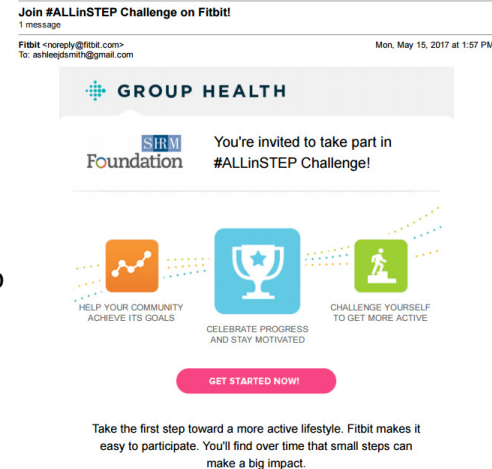 Join #ALLinSTEP Challenge on Fitbit!
1 message
Fitbit <noreply@fitbit.com>
Mon, May 15, 2017 at 1:57 PM
To: ashleejdsmith@gmail.com
GROUP HEALTH
SHRM
Foundation
You're invited to take part in
#ALLinSTEP Challenge!
HELP YOUR COMMUNITY
ACHIEVE ITS GOALS
CELEBRATE PROGRESS
AND STAY MOTIVATED
CHALLENGE YOURSELF
TO GET MORE ACTIVE
GET STARTED NOW!
Take the first step toward a more active lifestyle. Fitbit makes it
easy to participate. You'll find over time that small steps can
make a big impact.